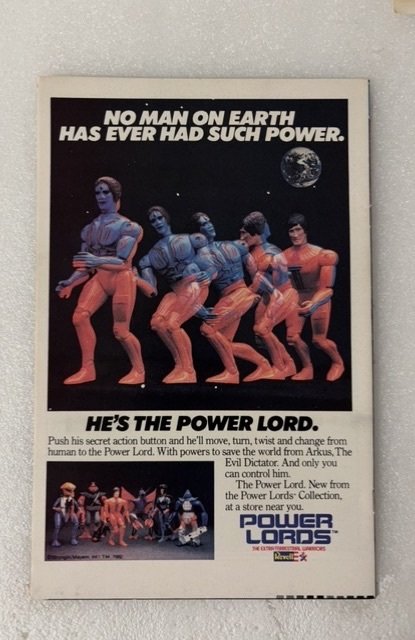 NO MAN ON EARTH
HAS EVER HAD SUCH POWER.
HE'S THE POWER LORD.
Push his secret action button and he'll move, turn, twist and change from
human to the Power Lord. With powers to save the world from Arkus, The
Evil Dictator. And only you
can control him.
The Power Lord. New from
the Power Lords™ Collection,
at a store near you.
POWER
LORDS™
THE EXTRA-TERRESTRIAL WARRIORS
Revell